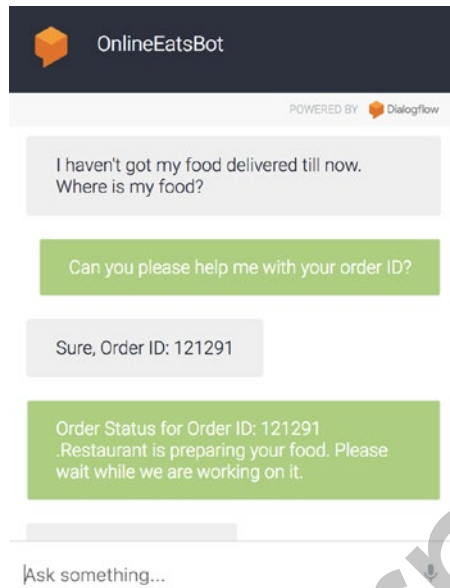 OnlineEatsBot
POWERED BY Dialogflow
I haven't got my food delivered till now.
Where is my food?
Can you please help me with your order ID?
Sure, Order ID: 121291
Order Status for Order ID: 121291
.Restaurant is preparing your food. Please
wait while we are working on it.
Ask something...